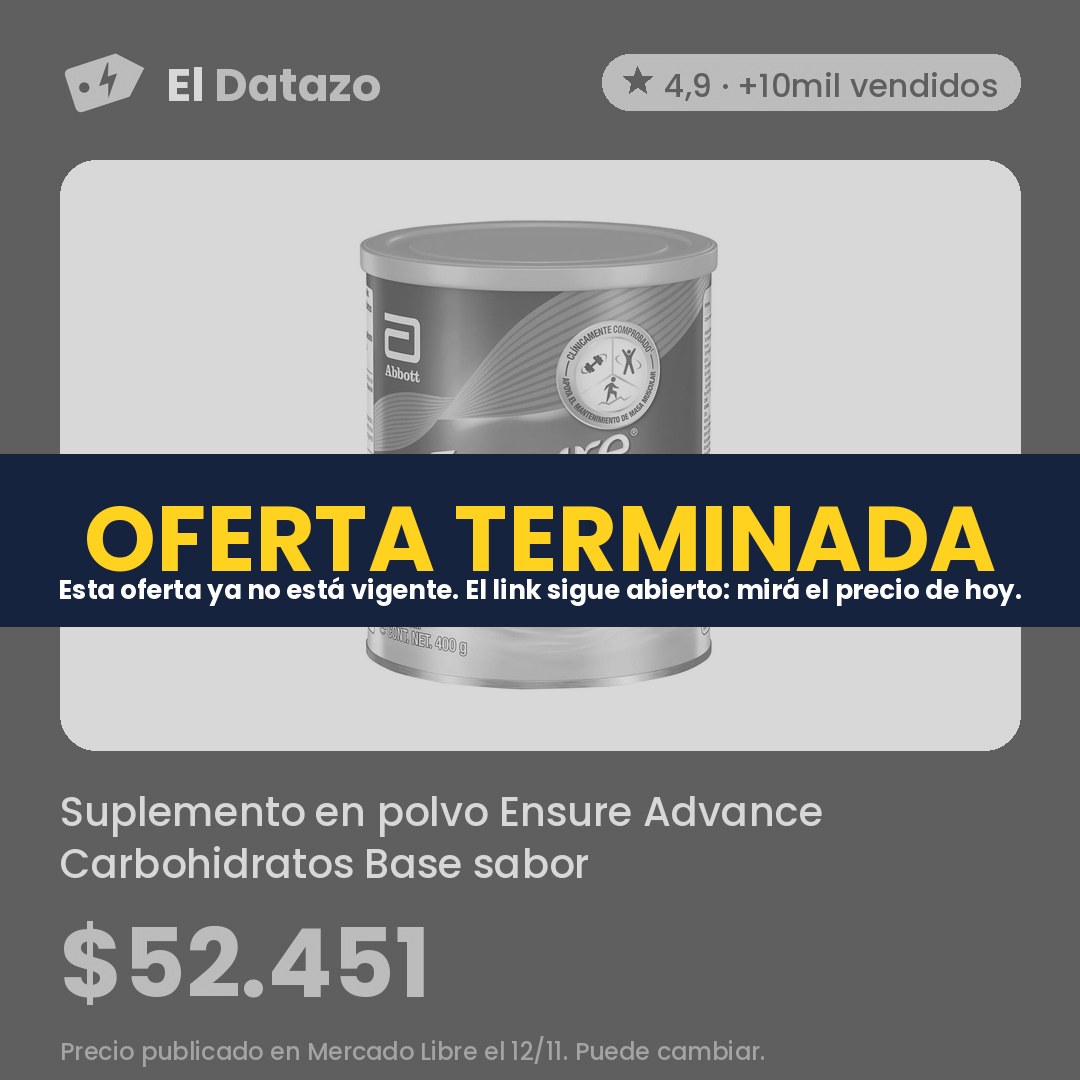 El Datazo
★ 4,9 · +10mil vendidos
CLÍNICAMENTE COMPROBADO
APOYA EL MANTENIMIENTO DE MASA MUSCULAR
a
Abbott
OFERTA TERMINADA
Esta oferta ya no está vigente. El link sigue abierto: mirá el precio de hoy.
CONT. NET. 400 g
Suplemento en polvo Ensure Advance
Carbohidratos Base sabor
$52.451
Precio publicado en Mercado Libre el 12/11. Puede cambiar.